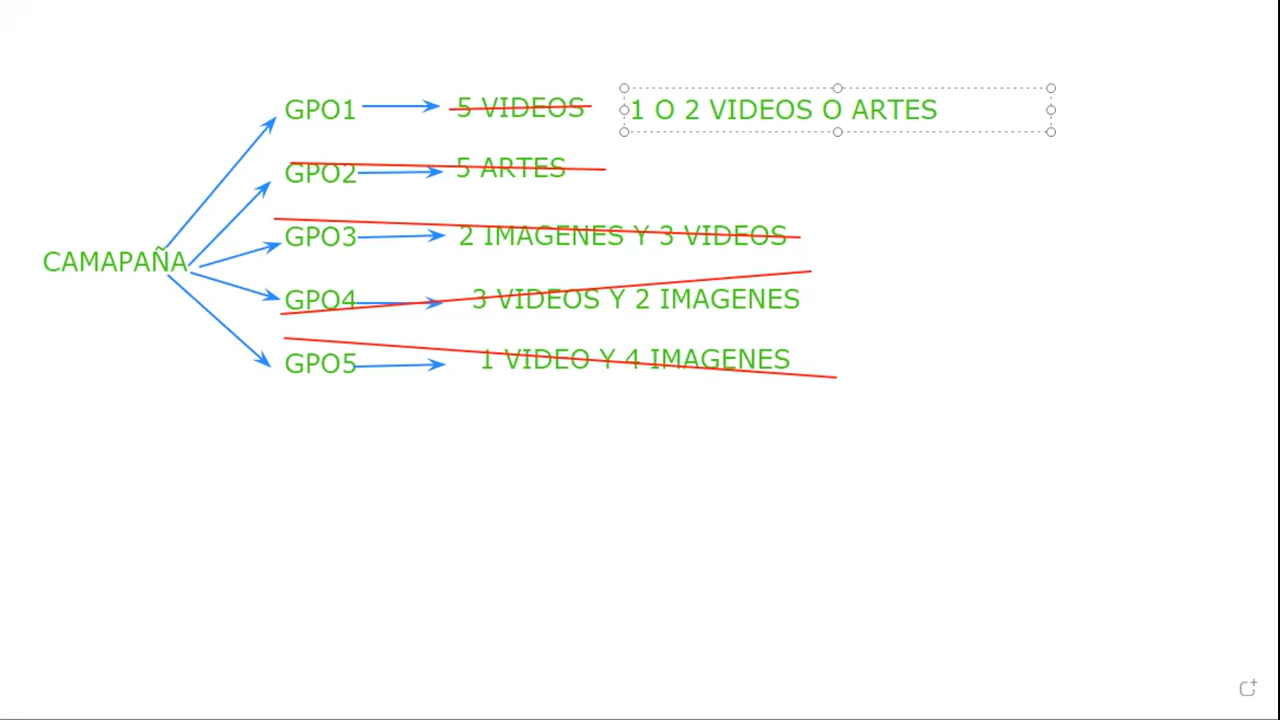 GPO1 5 VIDEOS 1 O 2 VIDEOS O ARTES
GPO2 5 ARTES
GPO3 2 IMAGENES Y 3 VIDEOS
CAMAPAÑA
GPO4 3 VIDEOS Y 2 IMAGENES
GPO5 1 VIDEO Y 4 IMAGENES